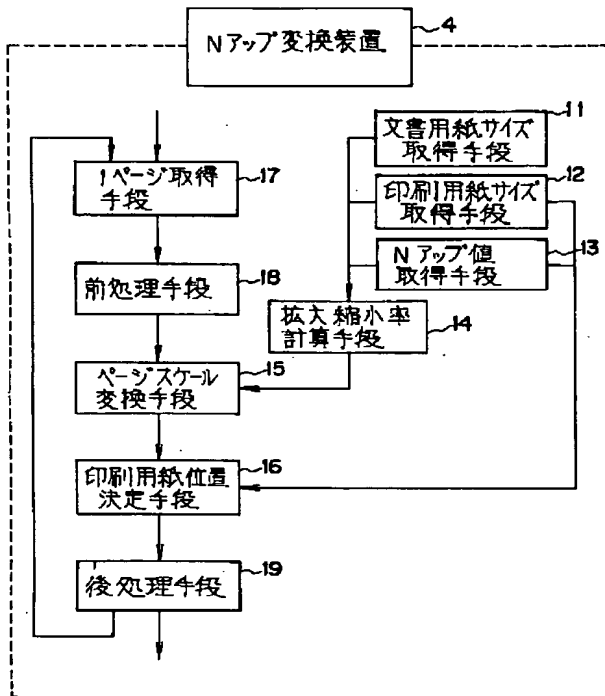 Nアップ変換装置
4
文書用紙サイズ
取得手段
11
印刷用紙サイズ
取得手段
12
Nアップ値
取得手段
13
拡大縮小率
計算手段
14
1ページ取得
手段
17
前処理手段
18
ページスケール
変換手段
15
印刷用紙位置
決定手段
16
後処理手段
19